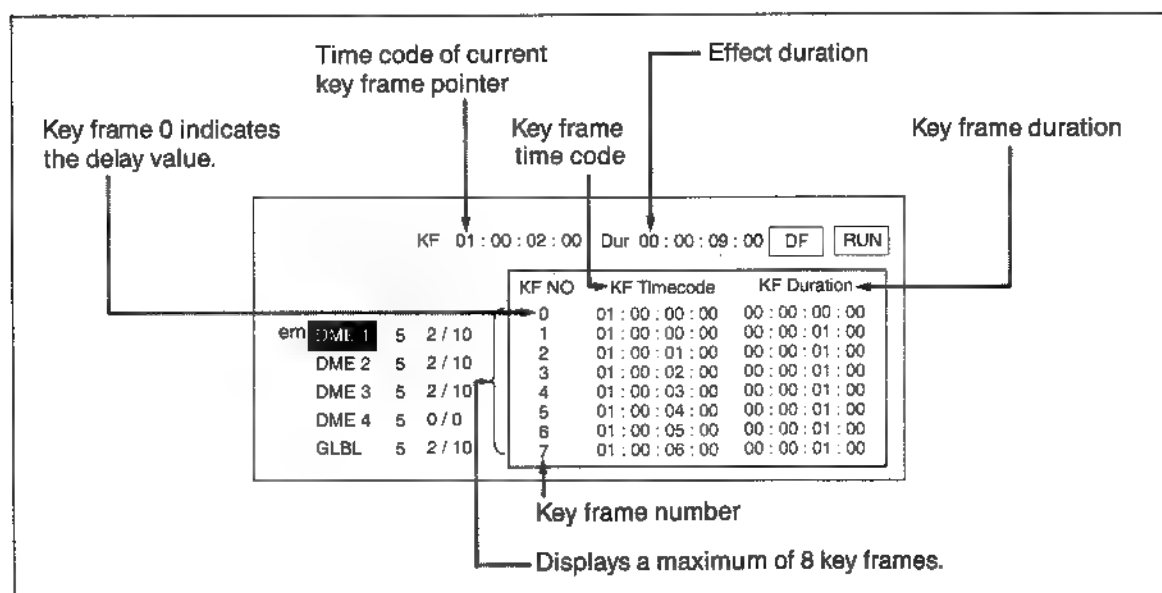 Time code of current
key frame pointer
Effect duration
Key frame 0 indicates
the delay value.
Key frame
time code
Key frame duration
KF 01 : 00 : 02 : 00 Dur 00 : 00 : 09 : 00 DF RUN
KF NO KF Timecode KF Duration
0 01 : 00 : 00 : 00 00 : 00 : 00 : 00
1 01 : 00 : 00 : 00 00 : 00 : 01 : 00
2 01 : 00 : 01 : 00 00 : 00 : 01 : 00
3 01 : 00 : 02 : 00 00 : 00 : 01 : 00
4 01 : 00 : 03 : 00 00 : 00 : 01 : 00
5 01 : 00 : 04 : 00 00 : 00 : 01 : 00
6 01 : 00 : 05 : 00 00 : 00 : 01 : 00
7 01 : 00 : 06 : 00 00 : 00 : 01 : 00
em DME 1 5 2 / 10
DME 2 5 2 / 10
DME 3 5 2 / 10
DME 4 5 0 / 0
GLBL 5 2 / 10
Key frame number
Displays a maximum of 8 key frames.